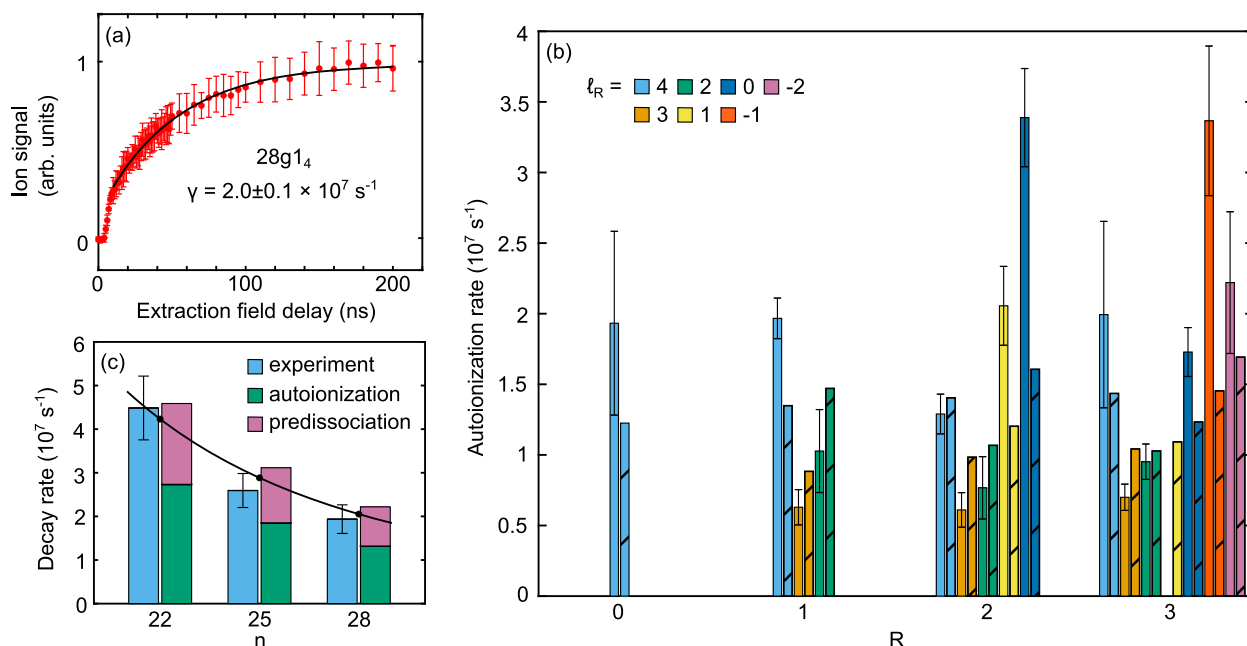 (a)
1
0
Ion signal
(arb. units)
28g1₄
γ = 2.0±0.1 × 10⁷ s⁻¹
0
100
200
Extraction field delay (ns)
(c)
experiment
autoionization
predissociation
6
5
4
3
2
1
0
Decay rate (10⁷ s⁻¹)
22
25
28
n
(b)
ℓ_R =
4
2
0
-2
3
1
-1
4
3.5
3
2.5
2
1.5
1
0.5
0
Autoionization rate (10⁷ s⁻¹)
0
1
2
3
R